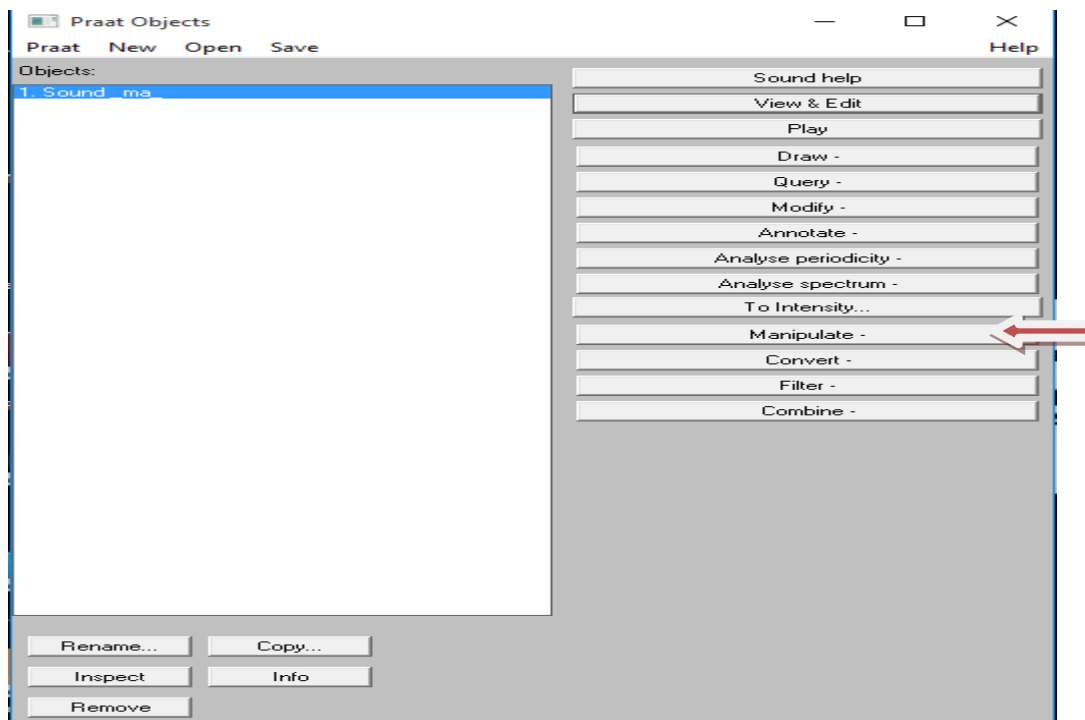 Praat Objects
Praat New Open Save Help
Objects:
1. Sound _ma_
Sound help
View & Edit
Play
Draw -
Query -
Modify -
Annotate -
Analyse periodicity -
Analyse spectrum -
To Intensity...
Manipulate -
Convert -
Filter -
Combine -
Rename... Copy...
Inspect Info
Remove